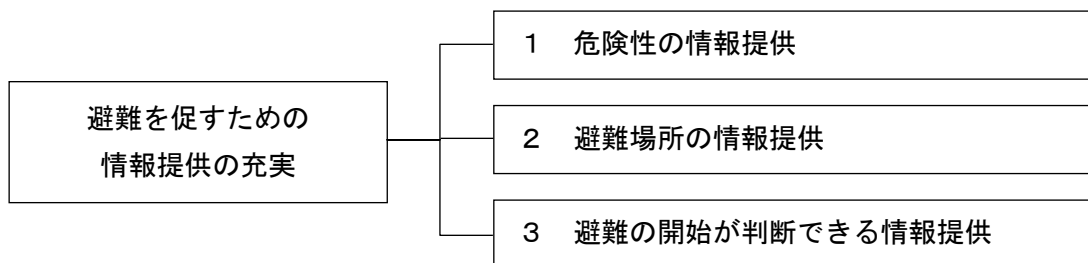 避難を促すための
情報提供の充実
１　危険性の情報提供
２　避難場所の情報提供
３　避難の開始が判断できる情報提供